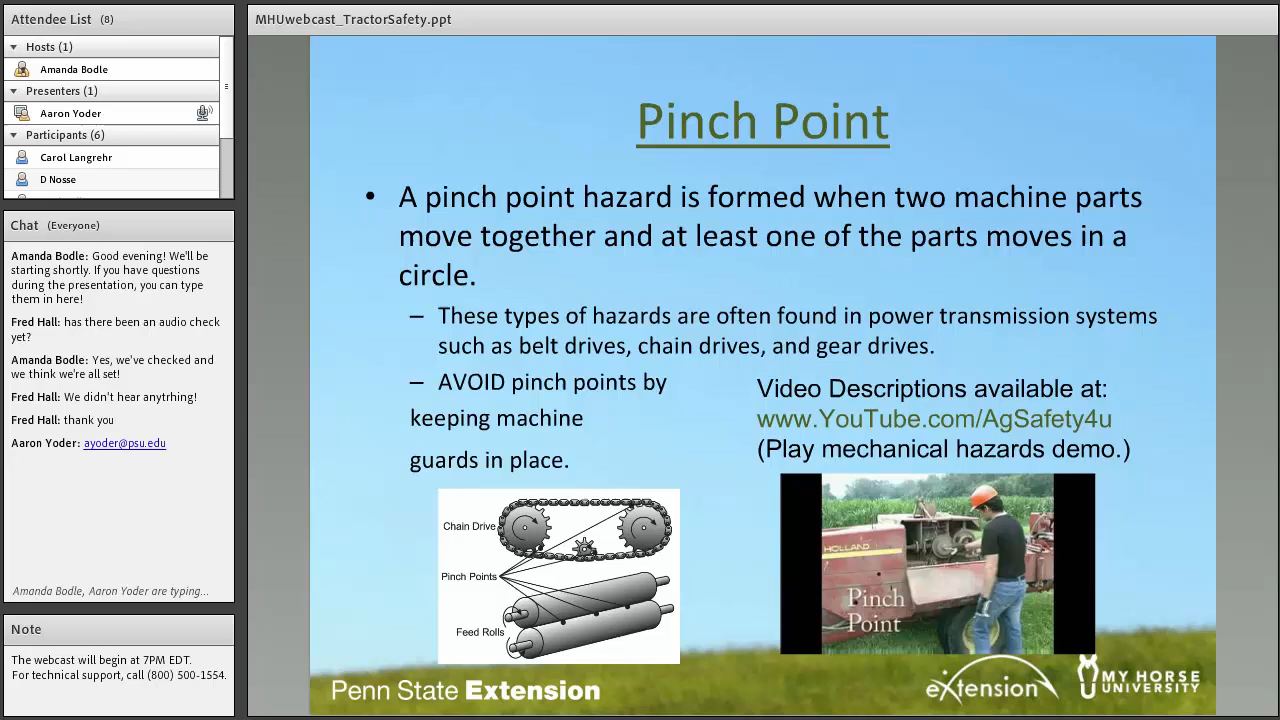 Attendee List (8)
Hosts (1)
Amanda Bodle
Presenters (1)
Aaron Yoder
Participants (6)
Carol Langrehr
D Nosse
Chat (Everyone)
Amanda Bodle: Good evening! We'll be
starting shortly. If you have questions
during the presentation, you can type
them in here!
Fred Hall: has there been an audio check
yet?
Amanda Bodle: Yes, we've checked and
we think we're all set!
Fred Hall: We didn't hear anytrhing!
Fred Hall: thank you
Aaron Yoder: ayoder@psu.edu
Amanda Bodle, Aaron Yoder are typing...
Note
The webcast will begin at 7PM EDT.
For technical support, call (800) 500-1554.
MHUwebcast_TractorSafety.ppt
Pinch Point
• A pinch point hazard is formed when two machine parts
move together and at least one of the parts moves in a
circle.
– These types of hazards are often found in power transmission systems
such as belt drives, chain drives, and gear drives.
– AVOID pinch points by
keeping machine
guards in place.
Video Descriptions available at:
www.YouTube.com/AgSafety4u
(Play mechanical hazards demo.)
Chain Drive
Pinch Points
Feed Rolls
HOLLAND
Pinch
Point
Penn State Extension
eXtension
MY HORSE
UNIVERSITY